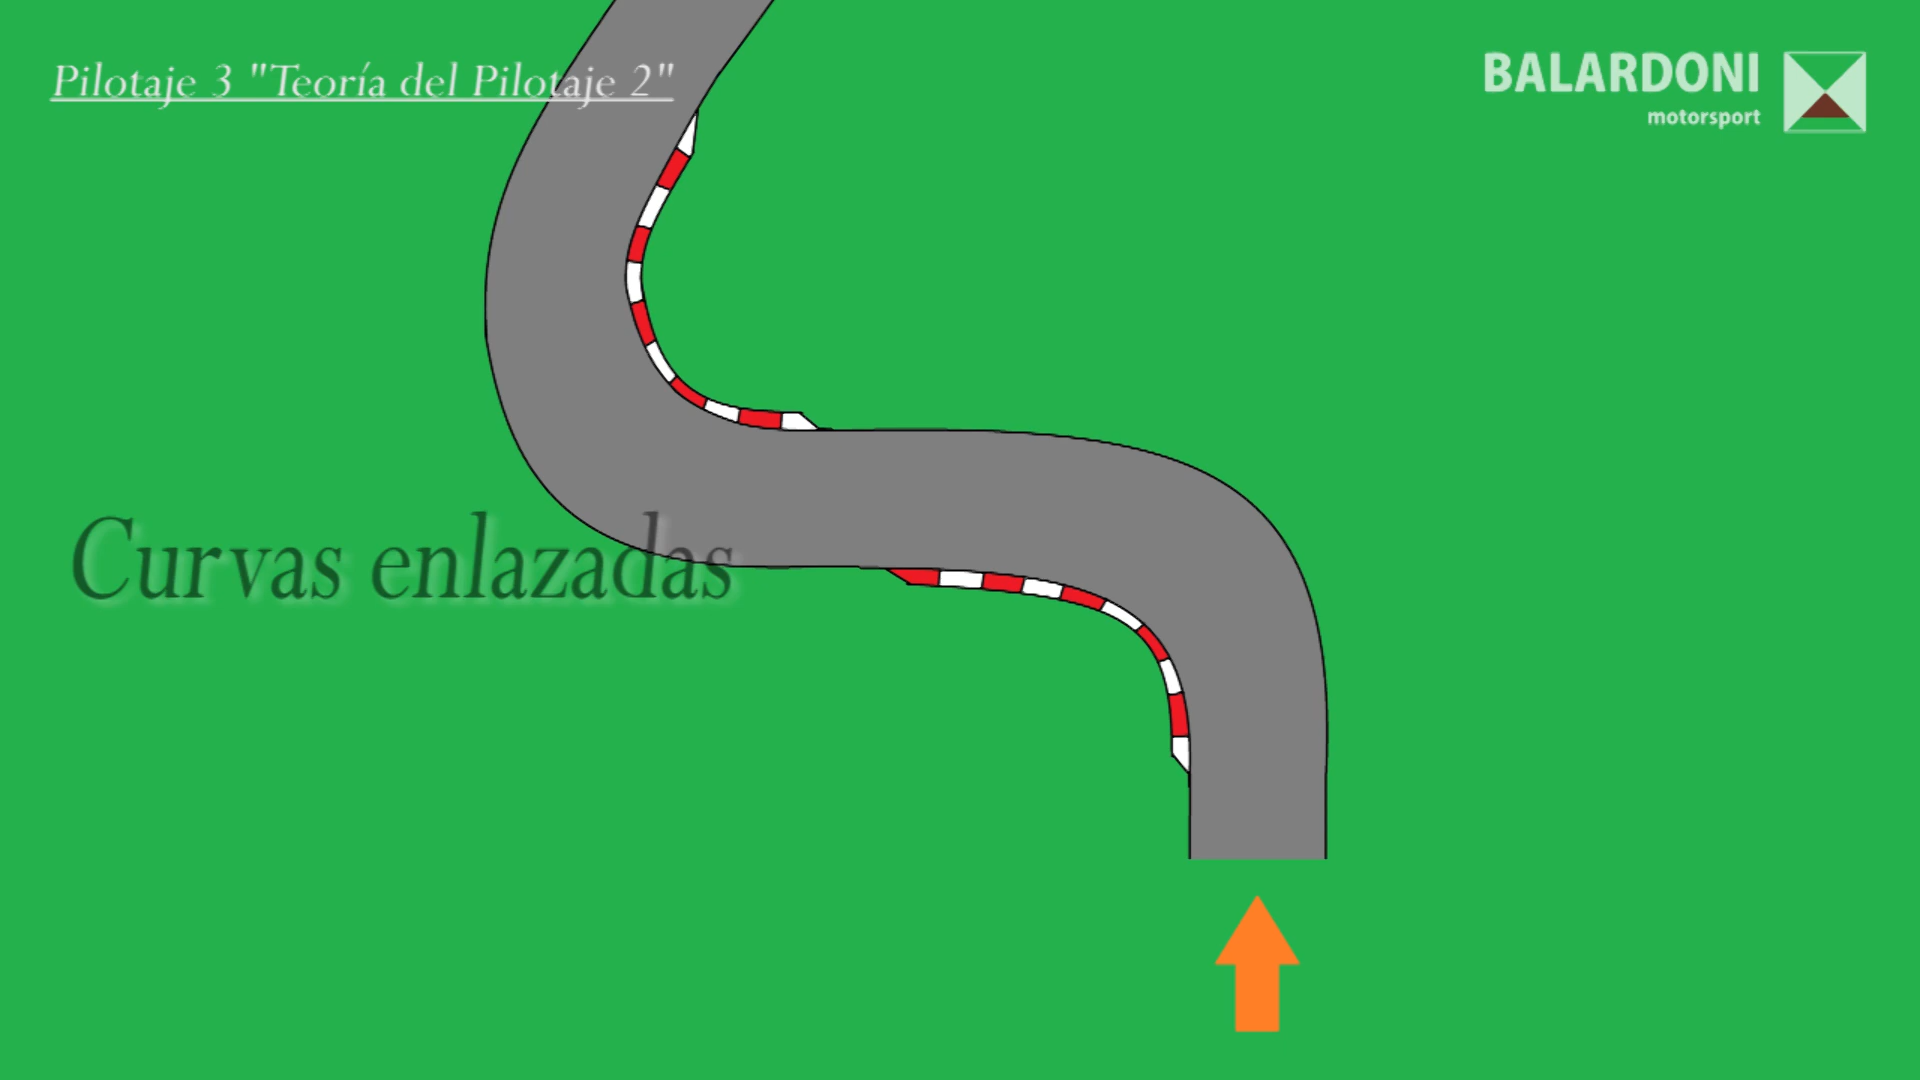 Pilotaje 3 "Teoría del Pilotaje 2"
BALARDONI
motorsport
Curvas enlazadas